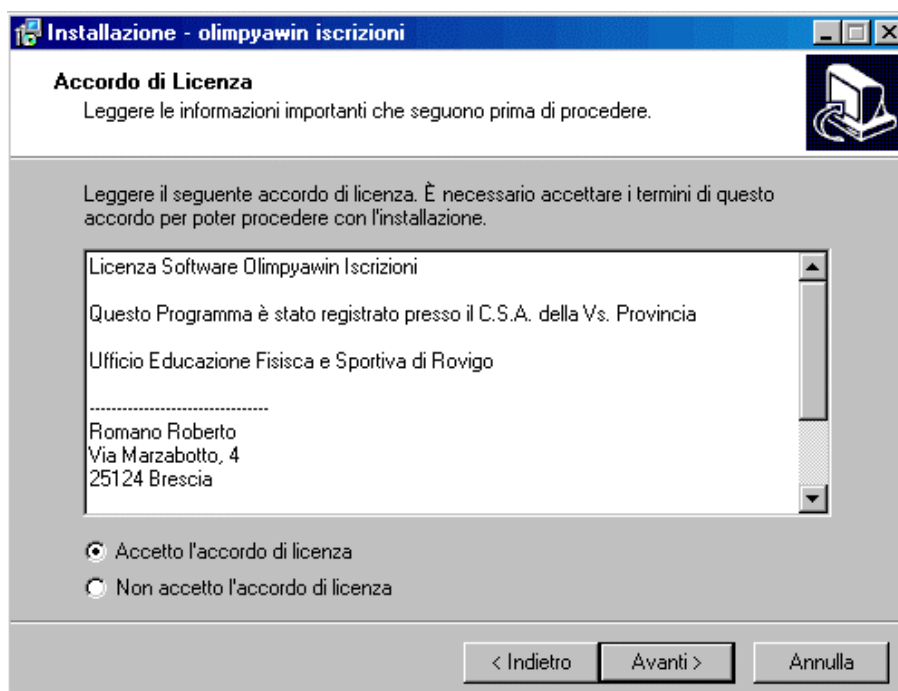 Installazione - olimpyawin iscrizioni
Accordo di Licenza
Leggere le informazioni importanti che seguono prima di procedere.
Leggere il seguente accordo di licenza. È necessario accettare i termini di questo
accordo per poter procedere con l'installazione.
Licenza Software Olimpyawin Iscrizioni
Questo Programma è stato registrato presso il C.S.A. della Vs. Provincia
Ufficio Educazione Fisisca e Sportiva di Rovigo
---------------------------------
Romano Roberto
Via Marzabotto, 4
25124 Brescia
Accetto l'accordo di licenza
Non accetto l'accordo di licenza
< Indietro
Avanti >
Annulla